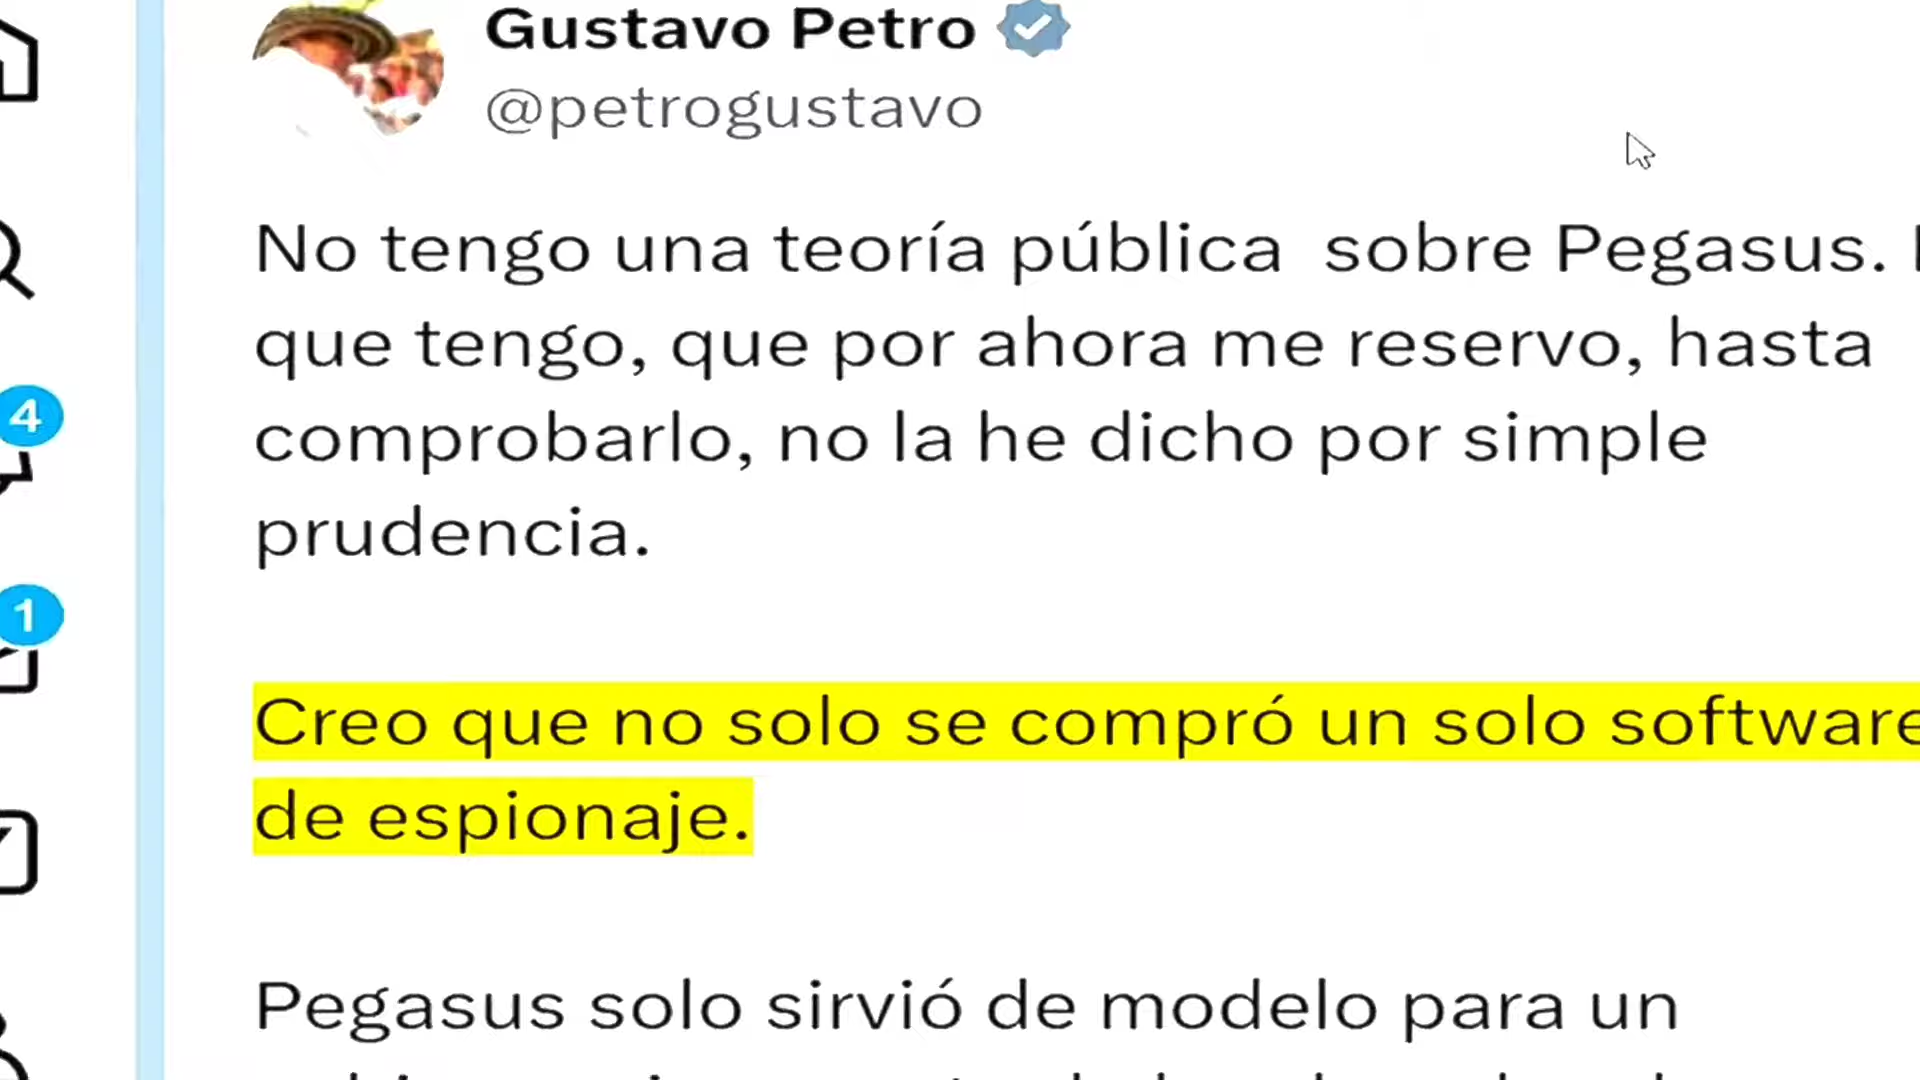 Gustavo Petro
@petrogustavo
No tengo una teoría pública sobre Pegasus.
que tengo, que por ahora me reservo, hasta
comprobarlo, no la he dicho por simple
prudencia.
4
1
Creo que no solo se compró un solo software
de espionaje.
Pegasus solo sirvió de modelo para un